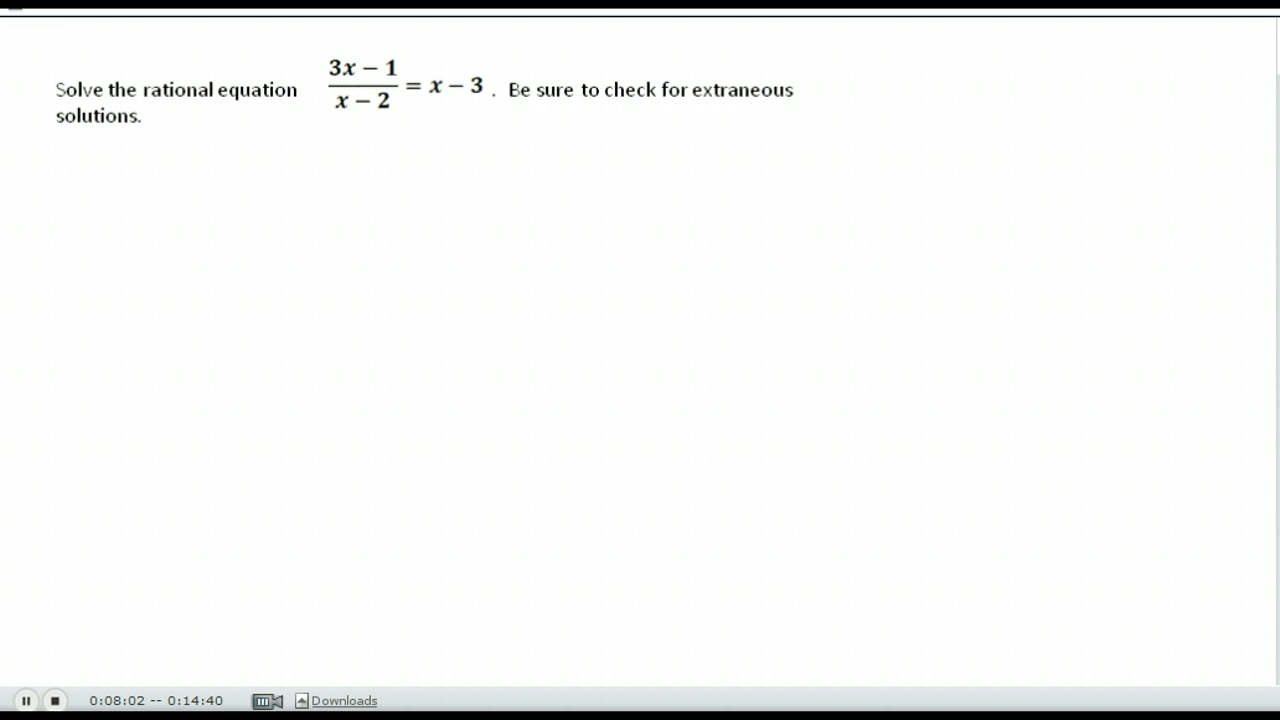 Solve the rational equation (3x − 1)/(x − 2) = x − 3 . Be sure to check for extraneous
solutions.
0:08:02 -- 0:14:40 Downloads